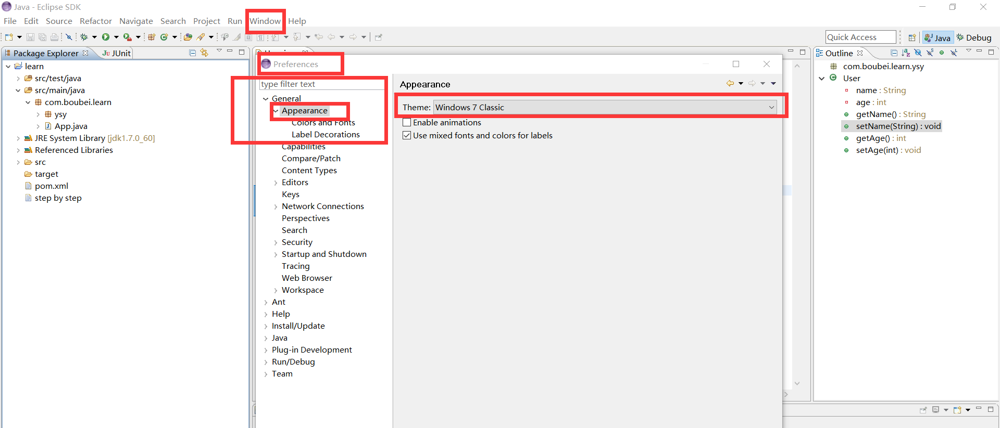 Java - Eclipse SDK
File Edit Source Refactor Navigate Search Project Run Window Help
Quick Access
Java
Debug
Package Explorer
JUnit
learn
src/test/java
src/main/java
com.boubei.learn
ysy
App.java
JRE System Library [jdk1.7.0_60]
Referenced Libraries
src
target
pom.xml
step by step
Preferences
type filter text
General
Appearance
Colors and Fonts
Label Decorations
Capabilities
Compare/Patch
Content Types
Editors
Keys
Network Connections
Perspectives
Search
Security
Startup and Shutdown
Tracing
Web Browser
Workspace
Ant
Help
Install/Update
Java
Plug-in Development
Run/Debug
Team
Appearance
Theme: Windows 7 Classic
Enable animations
Use mixed fonts and colors for labels
Outline
com.boubei.learn.ysy
User
name : String
age : int
getName() : String
setName(String) : void
getAge() : int
setAge(int) : void